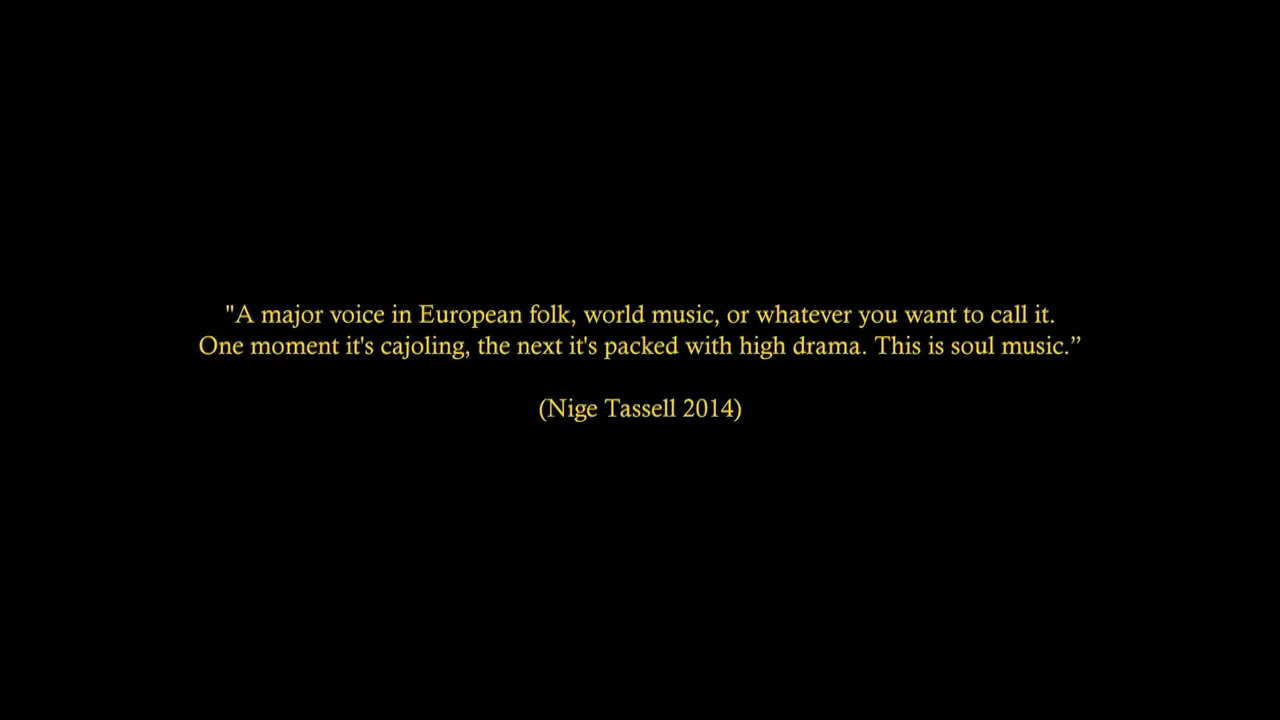 "A major voice in European folk, world music, or whatever you want to call it.
One moment it's cajoling, the next it's packed with high drama. This is soul music.”
(Nige Tassell 2014)